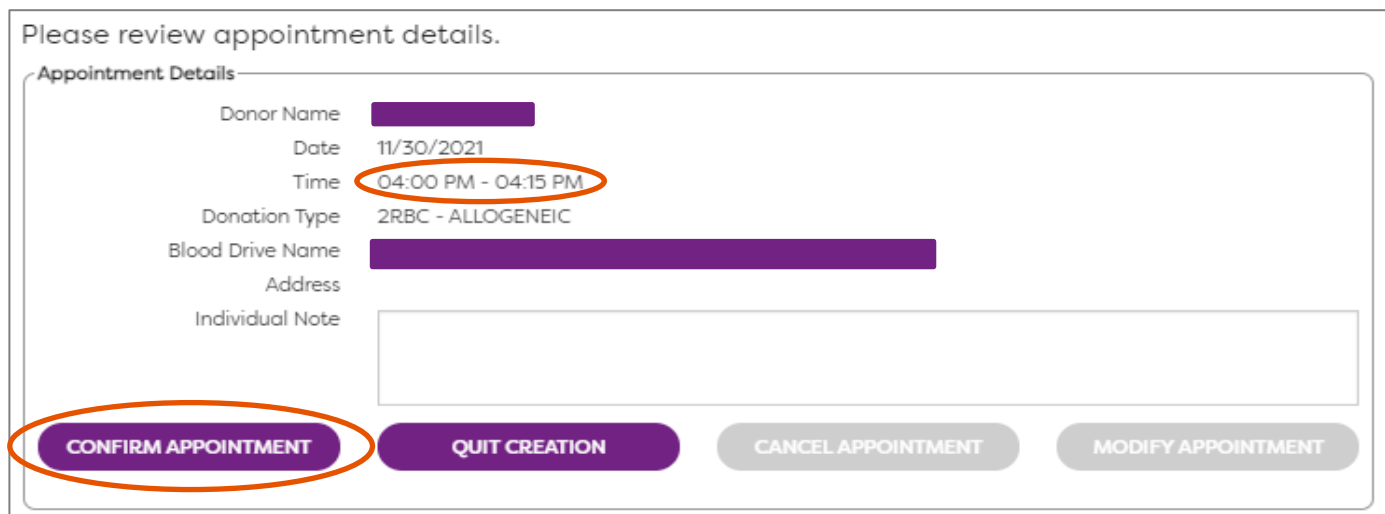 Please review appointment details.
Appointment Details
Donor Name
Date 11/30/2021
Time 04:00 PM - 04:15 PM
Donation Type 2RBC - ALLOGENEIC
Blood Drive Name
Address
Individual Note
CONFIRM APPOINTMENT QUIT CREATION CANCEL APPOINTMENT MODIFY APPOINTMENT